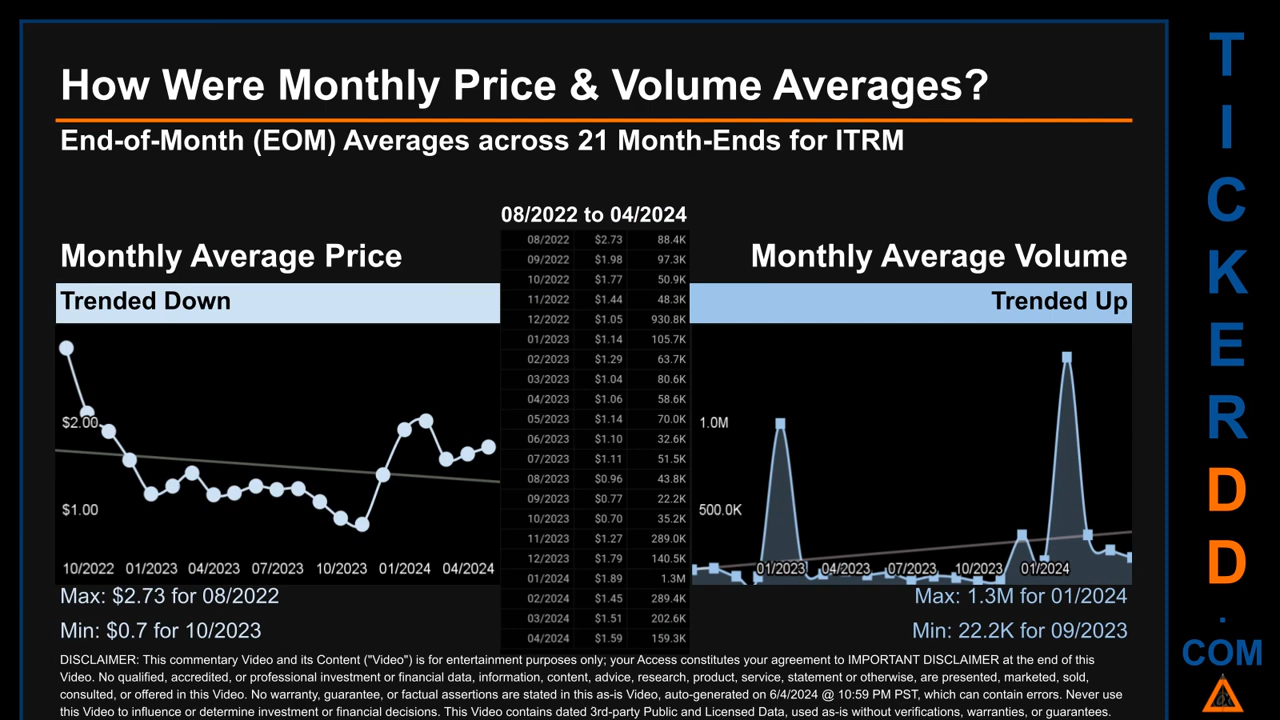 How Were Monthly Price & Volume Averages?
End-of-Month (EOM) Averages across 21 Month-Ends for ITRM
08/2022 to 04/2024
Monthly Average Price
Trended Down
$2.00
$1.00
10/2022 01/2023 04/2023 07/2023 10/2023 01/2024 04/2024
Max: $2.73 for 08/2022
Min: $0.7 for 10/2023
08/2022 $2.73 88.4K
09/2022 $1.98 97.3K
10/2022 $1.77 50.9K
11/2022 $1.44 48.3K
12/2022 $1.05 930.8K
01/2023 $1.14 105.7K
02/2023 $1.29 63.7K
03/2023 $1.04 80.6K
04/2023 $1.06 58.6K
05/2023 $1.14 70.0K
06/2023 $1.10 32.6K
07/2023 $1.11 51.5K
08/2023 $0.96 43.8K
09/2023 $0.77 22.2K
10/2023 $0.70 35.2K
11/2023 $1.27 289.0K
12/2023 $1.79 140.5K
01/2024 $1.89 1.3M
02/2024 $1.45 289.4K
03/2024 $1.51 202.6K
04/2024 $1.59 159.3K
Monthly Average Volume
Trended Up
1.0M
500.0K
01/2023 04/2023 07/2023 10/2023 01/2024
Max: 1.3M for 01/2024
Min: 22.2K for 09/2023
DISCLAIMER: This commentary Video and its Content ("Video") is for entertainment purposes only; your Access constitutes your agreement to IMPORTANT DISCLAIMER at the end of this
Video. No qualified, accredited, or professional investment or financial data, information, content, advice, research, product, service, statement or otherwise, are presented, marketed, sold,
consulted, or offered in this Video. No warranty, guarantee, or factual assertions are stated in this as-is Video, auto-generated on 6/4/2024 @ 10:59 PM PST, which can contain errors. Never use
this Video to influence or determine investment or financial decisions. This Video contains dated 3rd-party Public and Licensed Data, used as-is without verifications, warranties, or guarantees.
T
I
C
K
E
R
D
D
.
COM